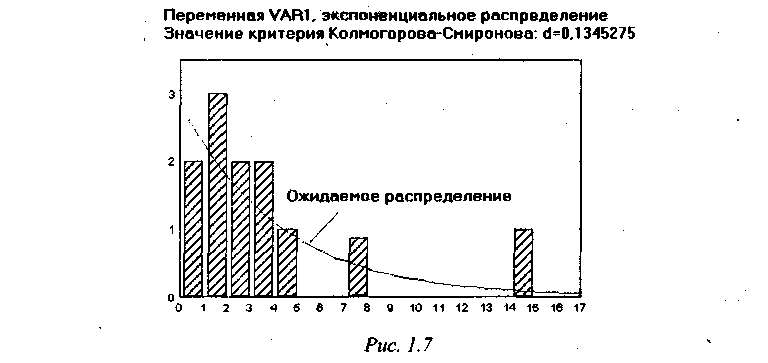 Переменная VAR1, экспоненциальное распределение
Значение критерия Колмогорова-Смиронова: d=0,1345275
3
2
Ожидаемое распределение
1
0
0 1 2 3 4 5 6 7 8 9 10 11 12 13 14 15 16 17
Рис. 1.7